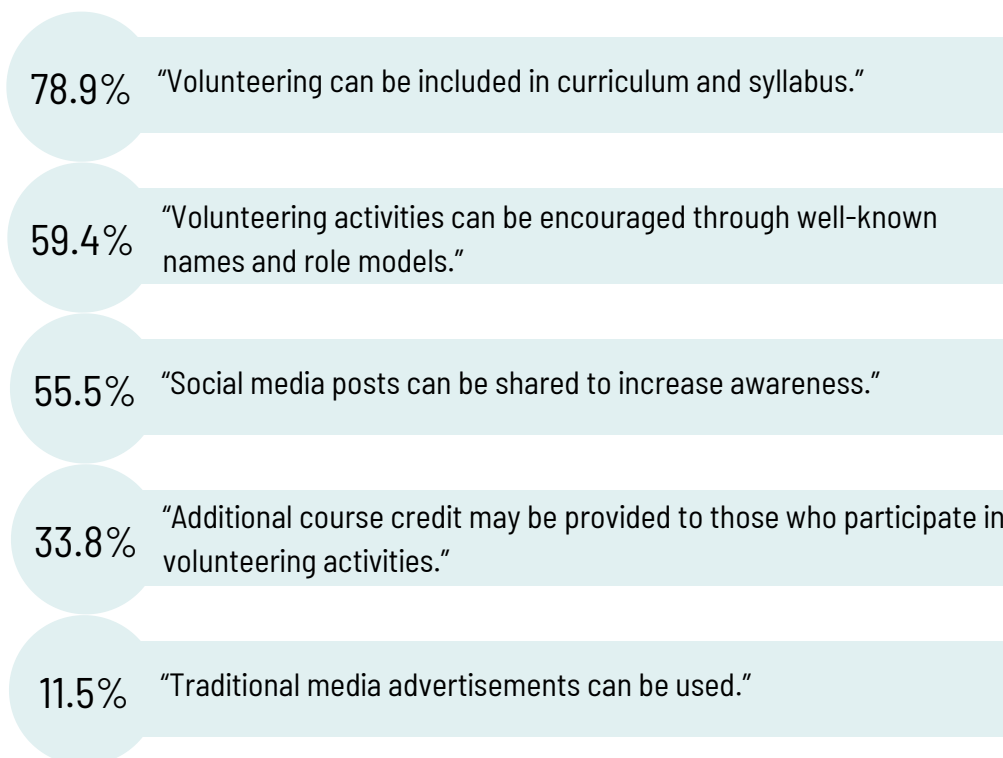 78.9%
“Volunteering can be included in curriculum and syllabus.”
59.4%
“Volunteering activities can be encouraged through well-known
names and role models.”
55.5%
“Social media posts can be shared to increase awareness.”
33.8%
“Additional course credit may be provided to those who participate in
volunteering activities.”
11.5%
“Traditional media advertisements can be used.”